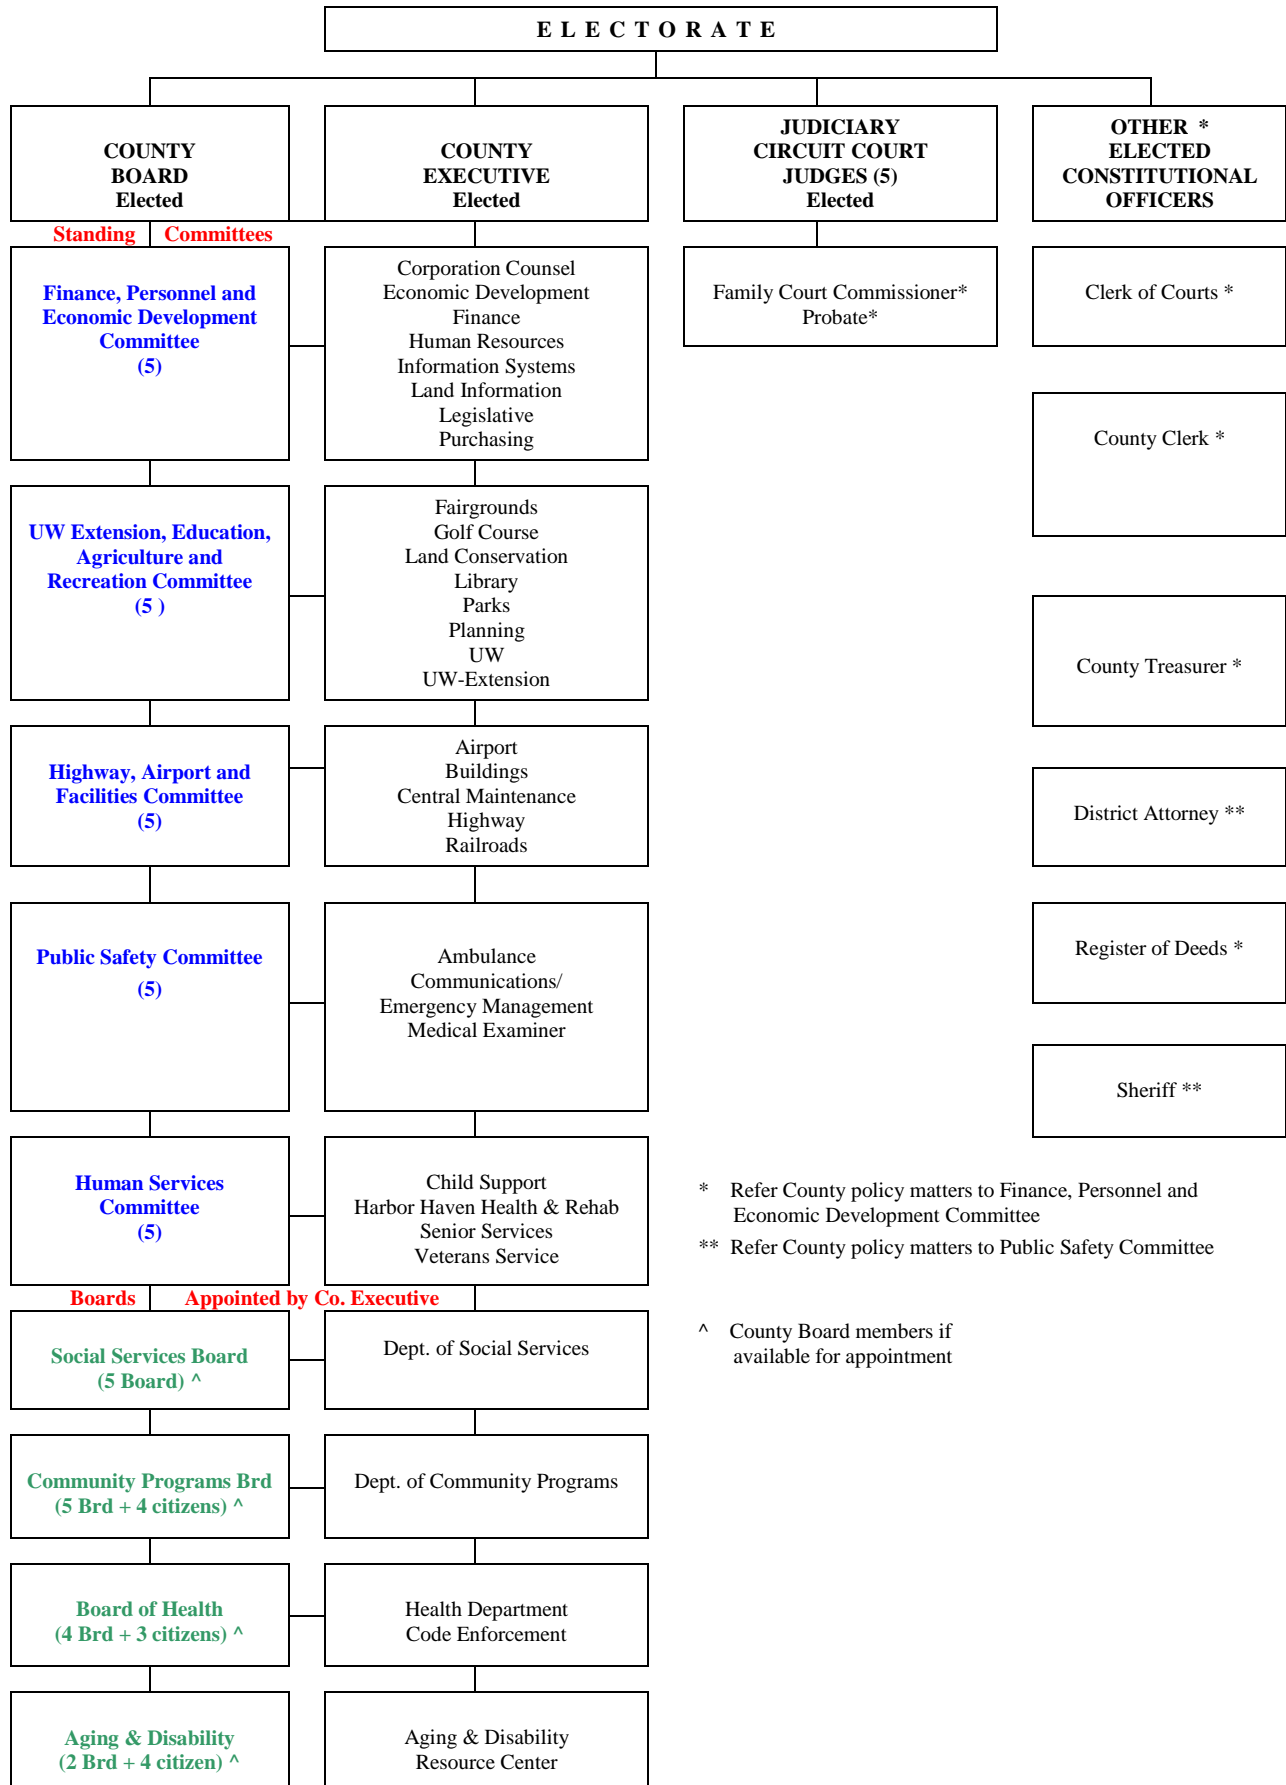 E L E C T O R A T E
COUNTY
BOARD
Elected
COUNTY
EXECUTIVE
Elected
JUDICIARY
CIRCUIT COURT
JUDGES (5)
Elected
OTHER *
ELECTED
CONSTITUTIONAL
OFFICERS
Standing Committees
Finance, Personnel and
Economic Development
Committee
(5)
Corporation Counsel
Economic Development
Finance
Human Resources
Information Systems
Land Information
Legislative
Purchasing
Family Court Commissioner*
Probate*
Clerk of Courts *
County Clerk *
UW Extension, Education,
Agriculture and
Recreation Committee
(5 )
Fairgrounds
Golf Course
Land Conservation
Library
Parks
Planning
UW
UW-Extension
County Treasurer *
Highway, Airport and
Facilities Committee
(5)
Airport
Buildings
Central Maintenance
Highway
Railroads
District Attorney **
Public Safety Committee
(5)
Ambulance
Communications/
Emergency Management
Medical Examiner
Register of Deeds *
Sheriff **
Human Services
Committee
(5)
Child Support
Harbor Haven Health & Rehab
Senior Services
Veterans Service
* Refer County policy matters to Finance, Personnel and
Economic Development Committee
** Refer County policy matters to Public Safety Committee
^ County Board members if
available for appointment
Boards Appointed by Co. Executive
Social Services Board
(5 Board) ^
Dept. of Social Services
Community Programs Brd
(5 Brd + 4 citizens) ^
Dept. of Community Programs
Board of Health
(4 Brd + 3 citizens) ^
Health Department
Code Enforcement
Aging & Disability
(2 Brd + 4 citizen) ^
Aging & Disability
Resource Center